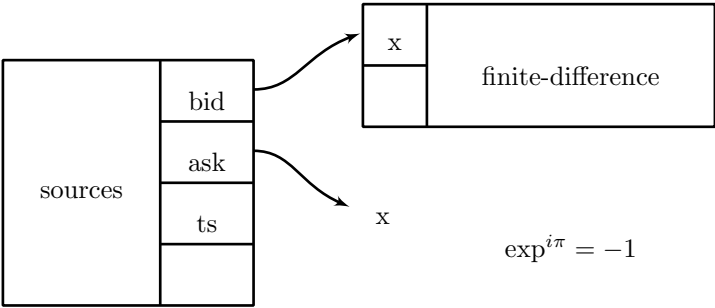 x
finite-difference
bid
ask
sources
ts
x
exp^{iπ} = −1